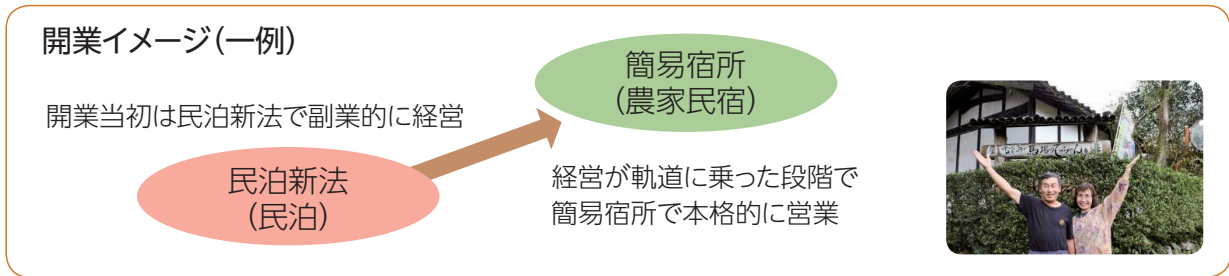 開業イメージ（一例）
開業当初は民泊新法で副業的に経営
民泊新法
（民泊）
簡易宿所
（農家民宿）
経営が軌道に乗った段階で
簡易宿所で本格的に営業